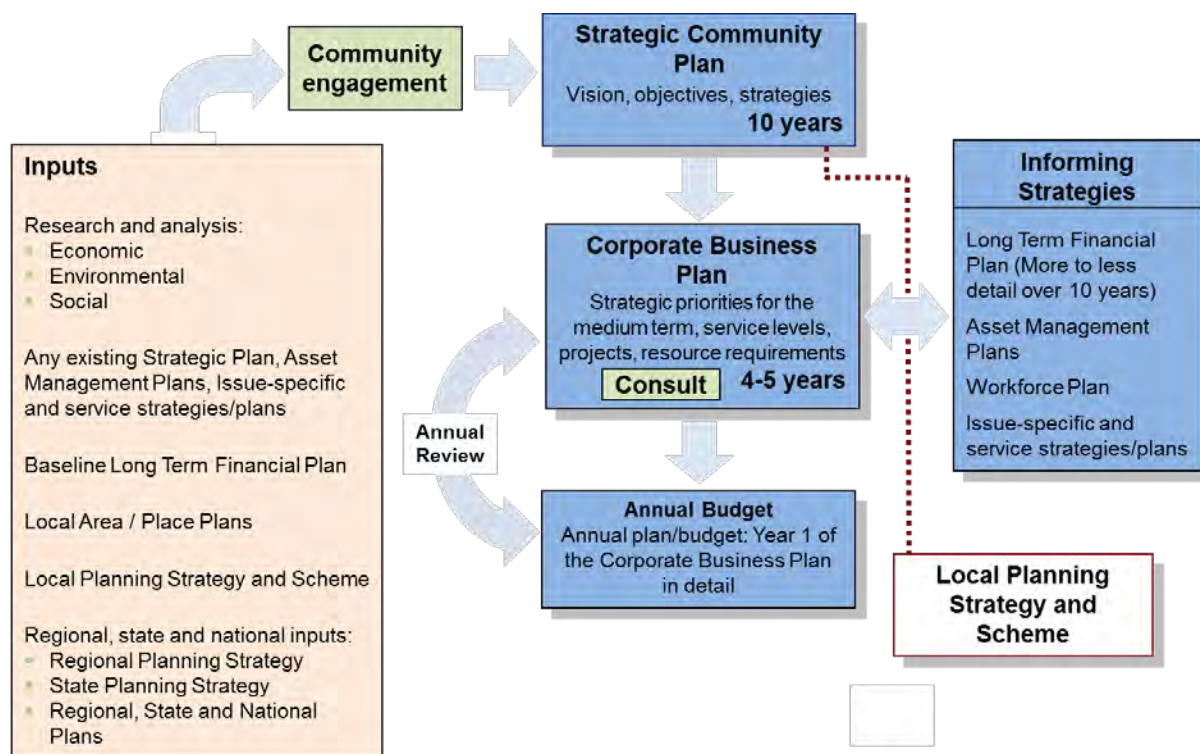 Community
engagement
Strategic Community
Plan
Vision, objectives, strategies
10 years
Inputs
Research and analysis:
Economic
Environmental
Social
Any existing Strategic Plan, Asset
Management Plans, Issue-specific
and service strategies/plans
Baseline Long Term Financial Plan
Local Area / Place Plans
Local Planning Strategy and Scheme
Regional, state and national inputs:
Regional Planning Strategy
State Planning Strategy
Regional, State and National
Plans
Corporate Business
Plan
Strategic priorities for the
medium term, service levels,
projects, resource requirements
Consult 4-5 years
Annual
Review
Annual Budget
Annual plan/budget: Year 1 of
the Corporate Business Plan
in detail
Informing
Strategies
Long Term Financial
Plan (More to less
detail over 10 years)
Asset Management
Plans
Workforce Plan
Issue-specific and
service strategies/plans
Local Planning
Strategy and
Scheme